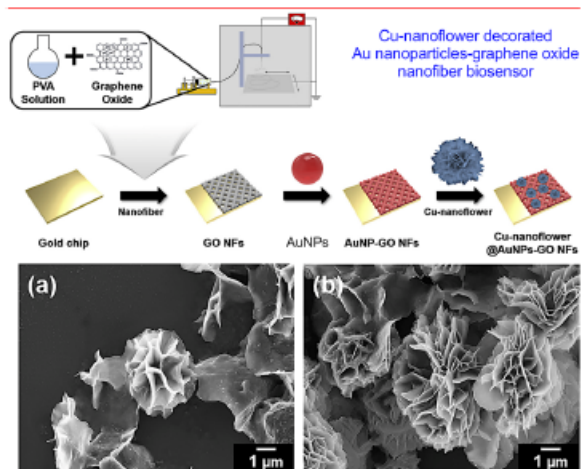 Cu-nanoflower decorated
Au nanoparticles-graphene oxide
nanofiber biosensor
PVA
Solution
Graphene
Oxide
Gold chip
Nanofiber
GO NFs
AuNPs
AuNP-GO NFs
Cu-nanoflower
Cu-nanoflower
@AuNPs-GO NFs
(a)
1 μm
(b)
1 μm